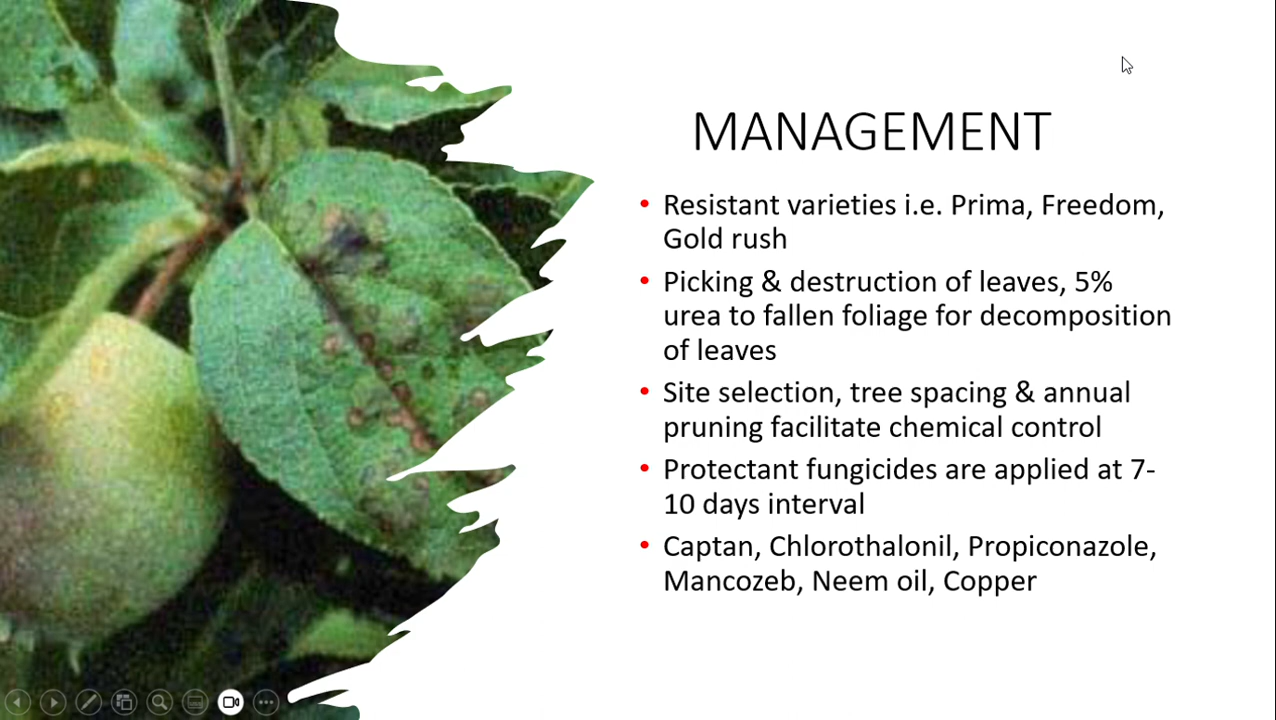 MANAGEMENT
• Resistant varieties i.e. Prima, Freedom,
Gold rush
• Picking & destruction of leaves, 5%
urea to fallen foliage for decomposition
of leaves
• Site selection, tree spacing & annual
pruning facilitate chemical control
• Protectant fungicides are applied at 7-
10 days interval
• Captan, Chlorothalonil, Propiconazole,
Mancozeb, Neem oil, Copper